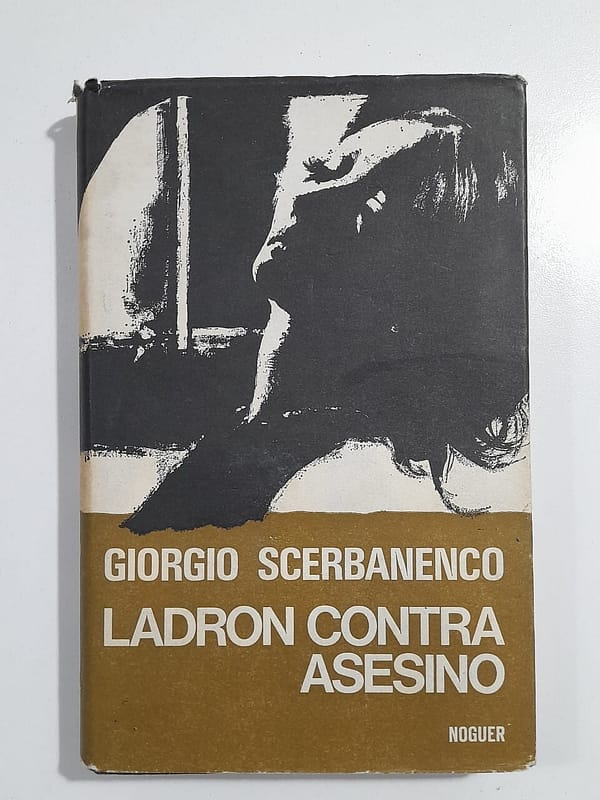 GIORGIO SCERBANENCO
LADRON CONTRA
ASESINO
NOGUER